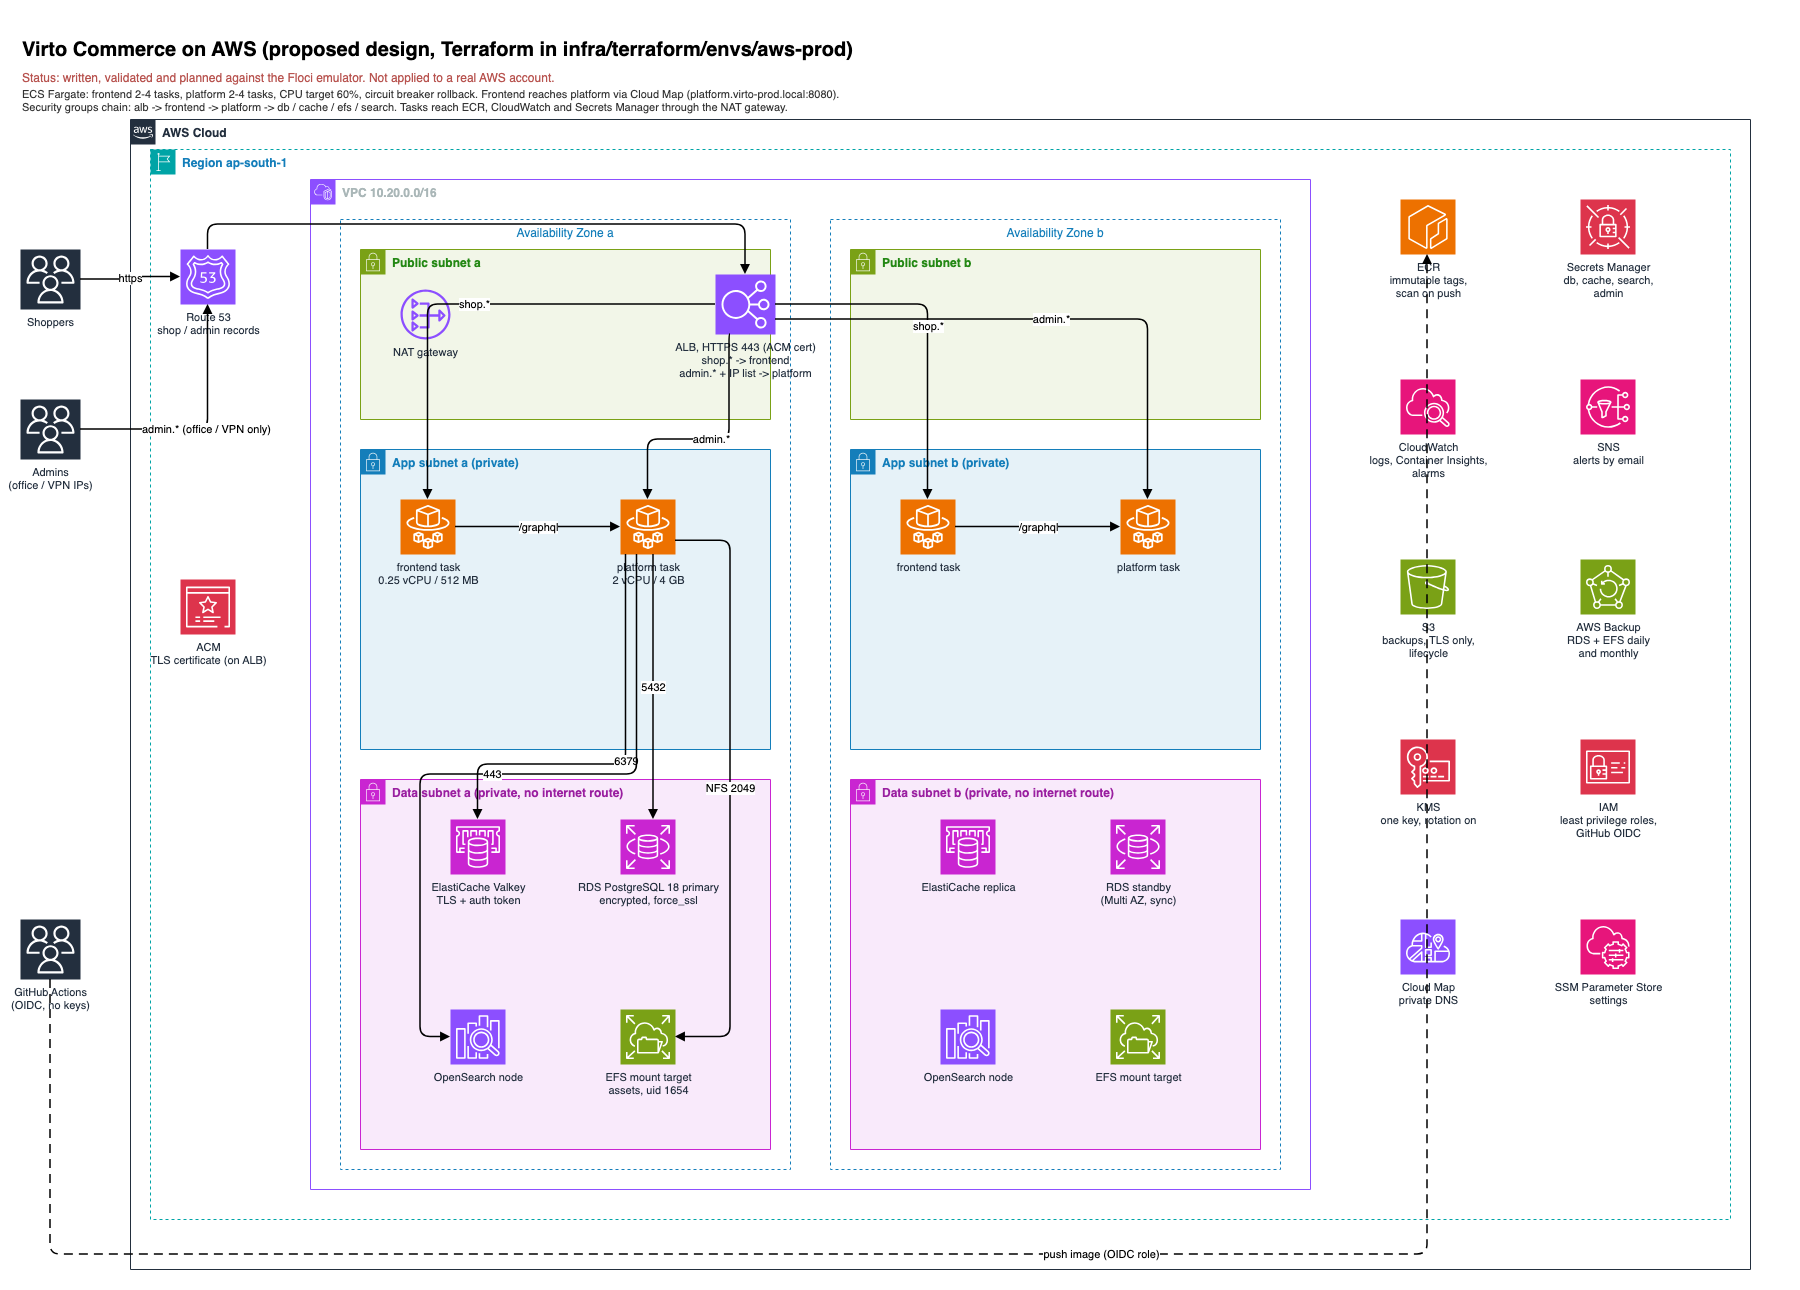 Virto Commerce on AWS (proposed design, Terraform in infra/terraform/envs/aws-prod)
Status: written, validated and planned against the Floci emulator. Not applied to a real AWS account.
ECS Fargate: frontend 2-4 tasks, platform 2-4 tasks, CPU target 60%, circuit breaker rollback. Frontend reaches platform via Cloud Map (platform.virto-prod.local:8080).
Security groups chain: alb -> frontend -> platform -> db / cache / efs / search. Tasks reach ECR, CloudWatch and Secrets Manager through the NAT gateway.
aws
AWS Cloud
Region ap-south-1
VPC 10.20.0.0/16
Availability Zone a
Availability Zone b
Public subnet a
Public subnet b
Shoppers
https
53
Route 53
shop / admin records
Admins
(office / VPN IPs)
admin.* (office / VPN only)
ACM
TLS certificate (on ALB)
GitHub Actions
(OIDC, no keys)
NAT gateway
shop.*
ALB, HTTPS 443 (ACM cert)
shop.* -> frontend
admin.* + IP list -> platform
shop.*
admin.*
admin.*
App subnet a (private)
App subnet b (private)
frontend task
0.25 vCPU / 512 MB
/graphql
platform task
2 vCPU / 4 GB
frontend task
/graphql
platform task
5432
6379
443
NFS 2049
Data subnet a (private, no internet route)
Data subnet b (private, no internet route)
ElastiCache Valkey
TLS + auth token
RDS PostgreSQL 18 primary
encrypted, force_ssl
ElastiCache replica
RDS standby
(Multi AZ, sync)
OpenSearch node
EFS mount target
assets, uid 1654
OpenSearch node
EFS mount target
ECR
immutable tags,
scan on push
Secrets Manager
db, cache, search,
admin
CloudWatch
logs, Container Insights,
alarms
SNS
alerts by email
S3
backups, TLS only,
lifecycle
AWS Backup
RDS + EFS daily
and monthly
KMS
one key, rotation on
IAM
least privilege roles,
GitHub OIDC
Cloud Map
private DNS
SSM Parameter Store
settings
push image (OIDC role)